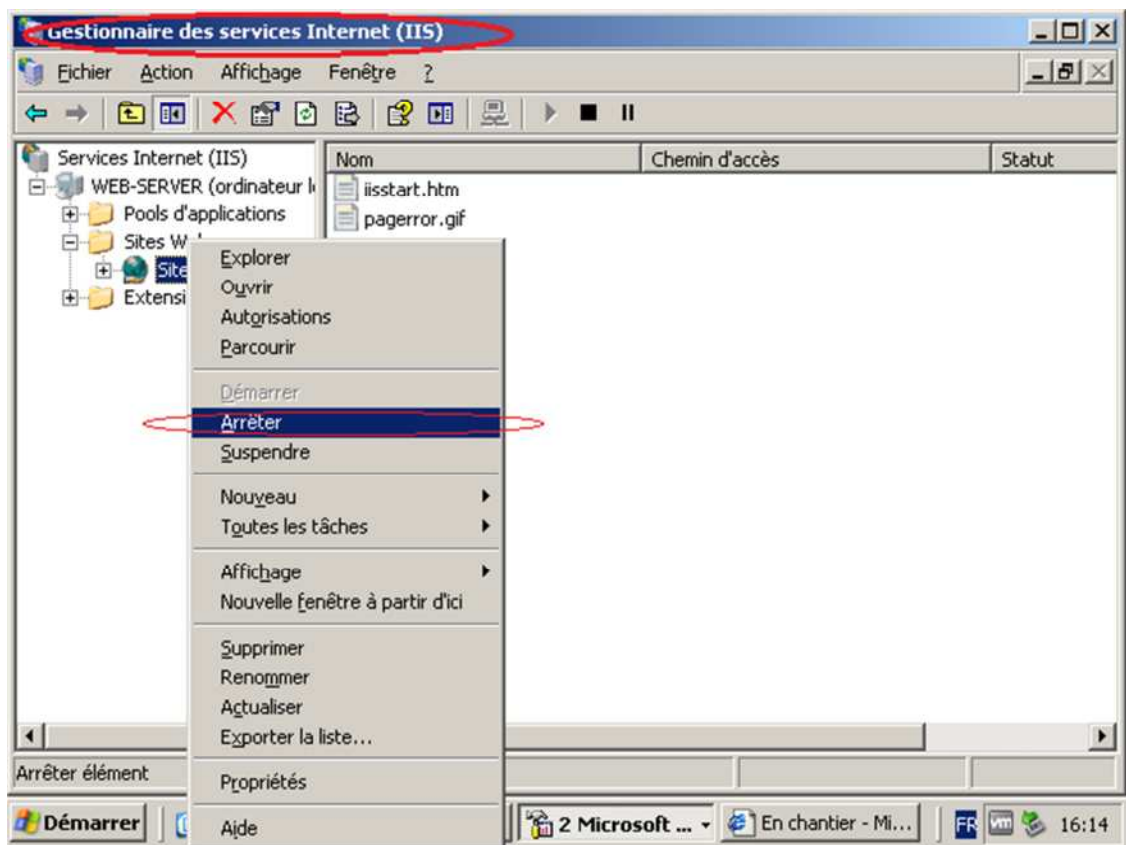 Gestionnaire des services Internet (IIS)
Fichier Action Affichage Fenêtre ?
Services Internet (IIS)
WEB-SERVER (ordinateur l
Pools d'applications
Sites W
Site
Extensi
Nom Chemin d'accès Statut
iisstart.htm
pagerror.gif
Explorer
Ouvrir
Autorisations
Parcourir
Démarrer
Arrêter
Suspendre
Nouveau
Toutes les tâches
Affichage
Nouvelle fenêtre à partir d'ici
Supprimer
Renommer
Actualiser
Exporter la liste...
Propriétés
Aide
Arrêter élément
Démarrer 2 Microsoft ... En chantier - Mi... FR vm 16:14